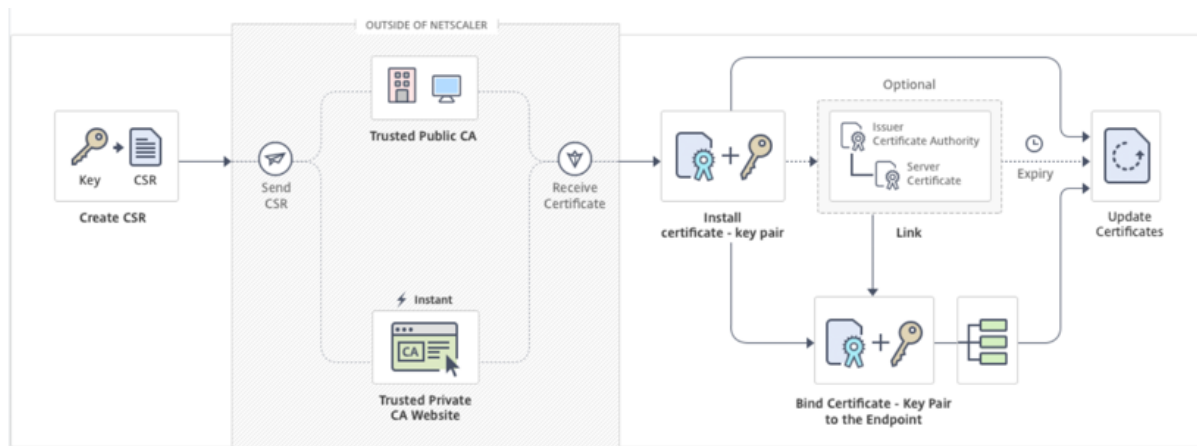 OUTSIDE OF NETSCALER
Key
CSR
Create CSR
Send
CSR
Trusted Public CA
Instant
CA
Trusted Private
CA Website
Receive
Certificate
Install
certificate - key pair
Optional
Issuer
Certificate Authority
Server
Certificate
Link
Expiry
Update
Certificates
Bind Certificate - Key Pair
to the Endpoint